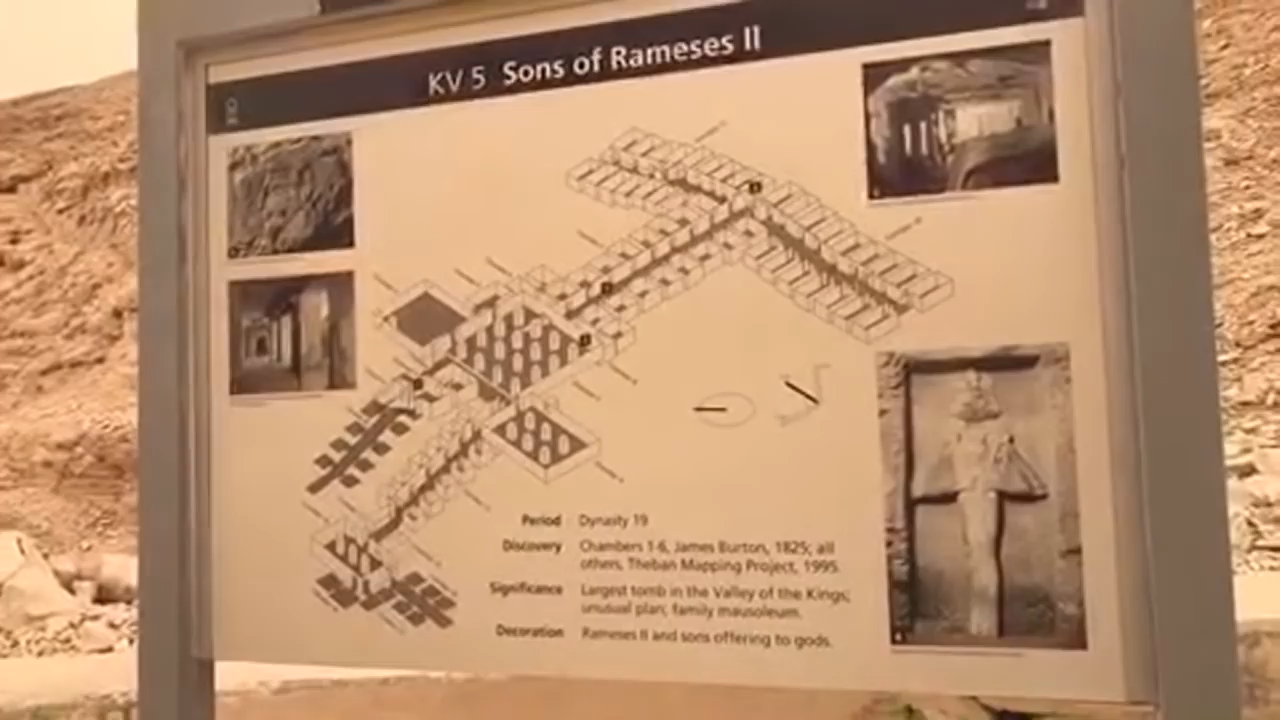 KV 5 Sons of Rameses II
Period Dynasty 19
Discovery Chambers 1-6, James Burton, 1825; all
others, Theban Mapping Project, 1995.
Significance Largest tomb in the Valley of the Kings;
unusual plan; family mausoleum.
Decoration Rameses II and sons offering to gods.